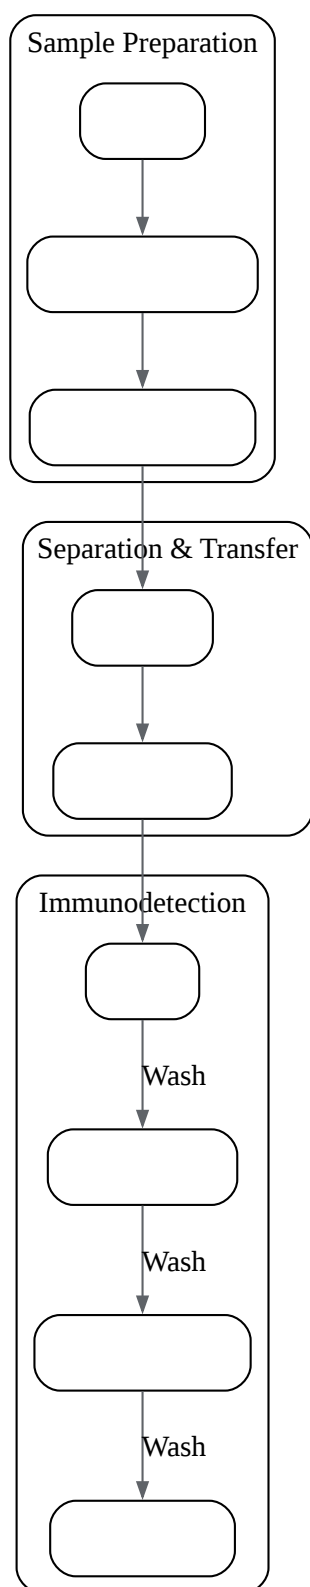 Sample Preparation
Separation & Transfer
Immunodetection
Wash
Wash
Wash